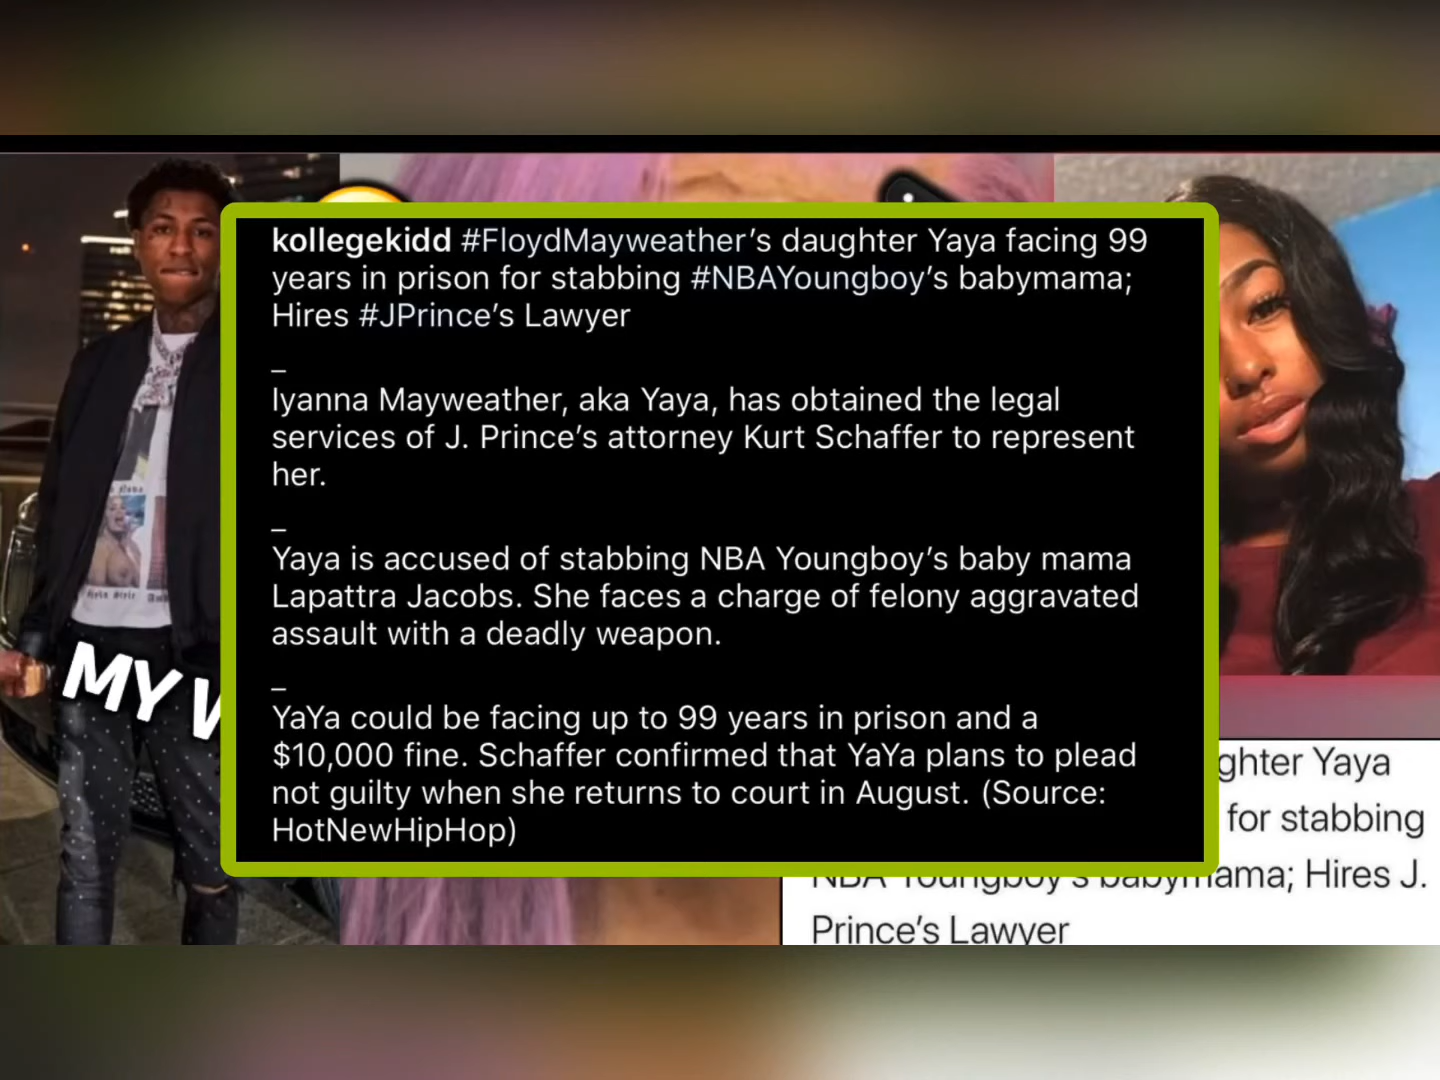 kollegekidd #FloydMayweather's daughter Yaya facing 99
years in prison for stabbing #NBAYoungboy's babymama;
Hires #JPrince's Lawyer
_
Iyanna Mayweather, aka Yaya, has obtained the legal
services of J. Prince's attorney Kurt Schaffer to represent
her.
_
Yaya is accused of stabbing NBA Youngboy's baby mama
Lapattra Jacobs. She faces a charge of felony aggravated
assault with a deadly weapon.
_
YaYa could be facing up to 99 years in prison and a
$10,000 fine. Schaffer confirmed that YaYa plans to plead
not guilty when she returns to court in August. (Source:
HotNewHipHop)
MY
ghter Yaya
for stabbing
NBA Youngboy's babymama; Hires J.
Prince's Lawyer